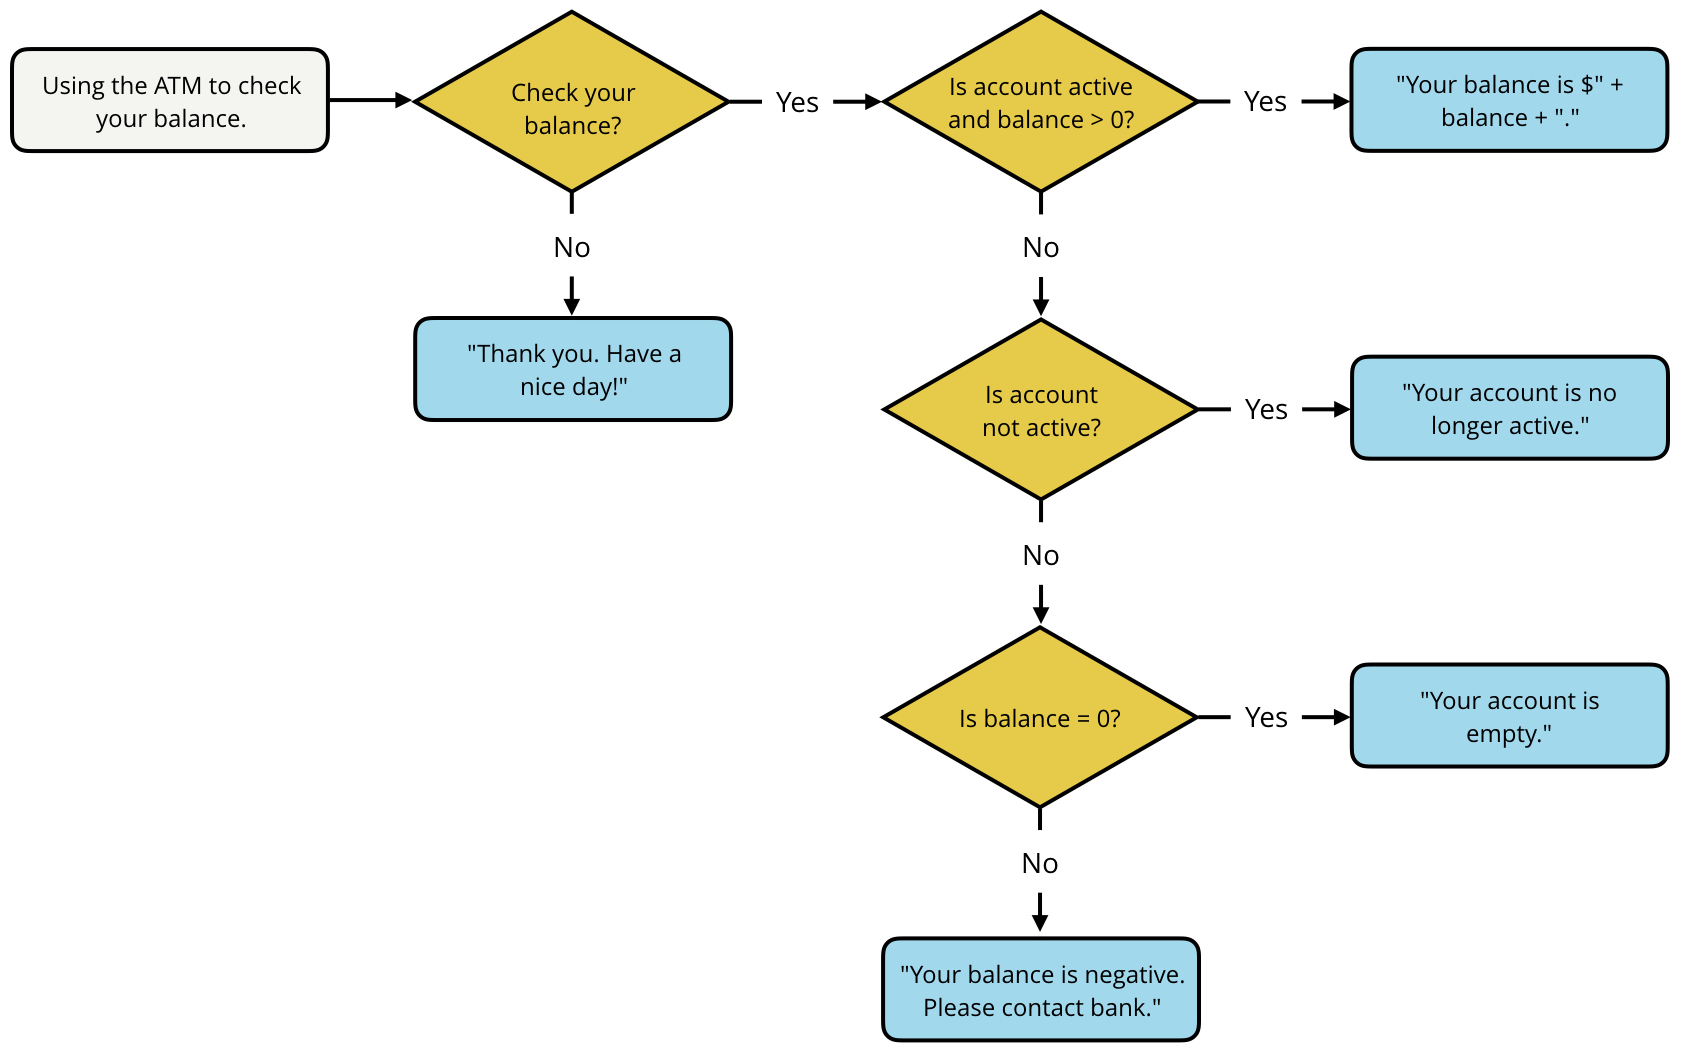 Using the ATM to check
your balance.
Check your
balance?
Yes
Is account active
and balance > 0?
Yes
"Your balance is $" +
balance + "."
No
"Thank you. Have a
nice day!"
No
Is account
not active?
Yes
"Your account is no
longer active."
No
Is balance = 0?
Yes
"Your account is
empty."
No
"Your balance is negative.
Please contact bank."